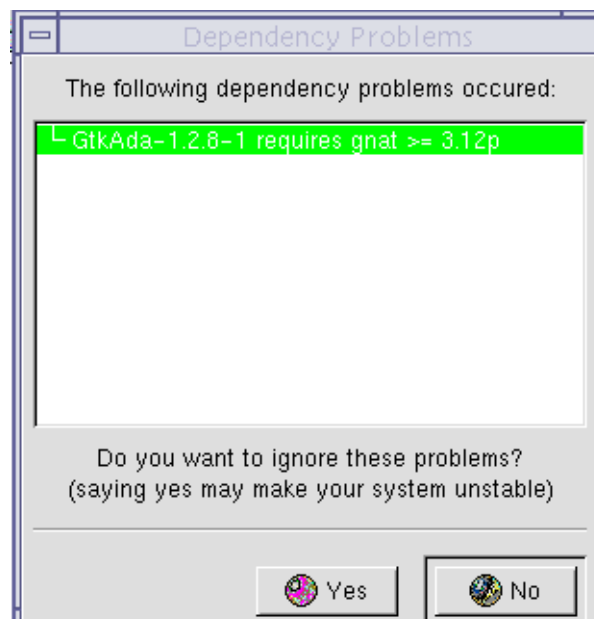 Dependency Problems
The following dependency problems occured:
GtkAda-1.2.8-1 requires gnat >= 3.12p
Do you want to ignore these problems?
(saying yes may make your system unstable)
Yes
No